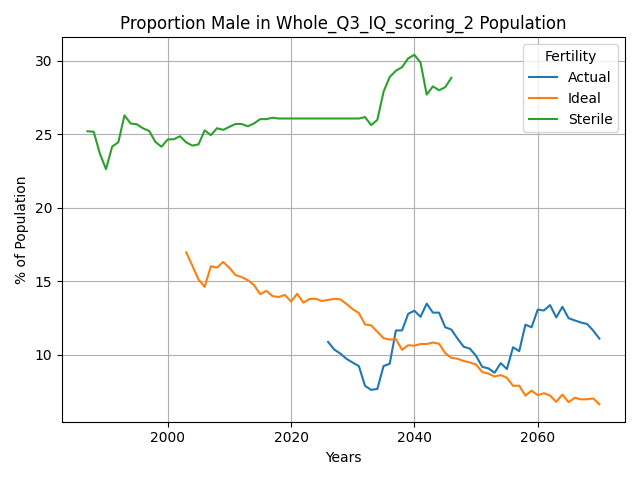 Proportion Male in Whole_Q3_IQ_scoring_2 Population
Fertility
Actual
Ideal
Sterile
% of Population
30
25
20
15
10
2000
2020
2040
2060
Years